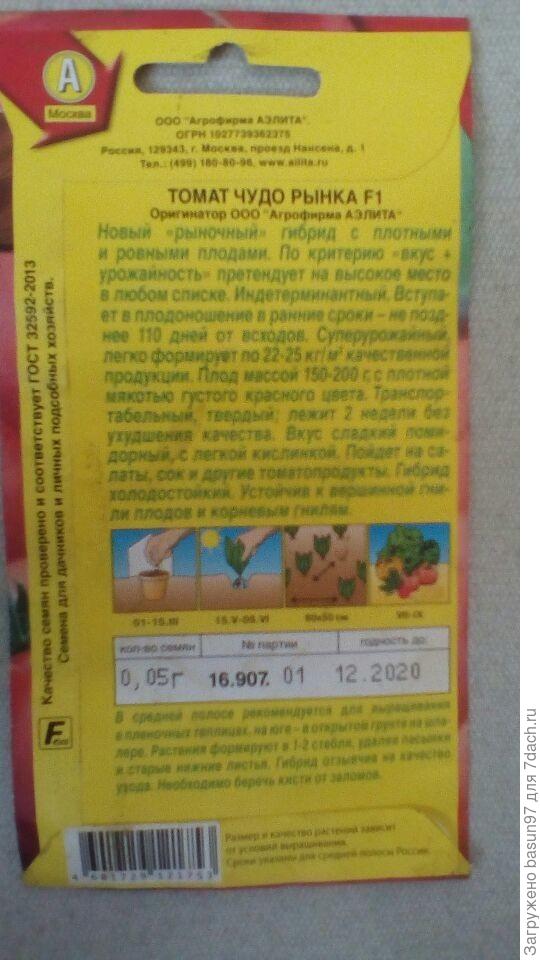 А
Москва
ООО "Агрофирма АЭЛИТА".
ОГРН 1027739362375
Россия, 129343, г. Москва, проезд Нансена, д. 1
Тел.: (499) 180-80-96, www.ailita.ru
ТОМАТ ЧУДО РЫНКА F1
Оригинатор ООО "Агрофирма АЭЛИТА"
Новый «рыночный» гибрид с плотными
и ровными плодами. По критерию «вкус +
урожайность» претендует на высокое место
в любом списке. Индетерминантный. Вступа-
ет в плодоношение в ранние сроки – не позд-
нее 110 дней от всходов. Суперурожайный,
легко формирует по 22-25 кг/м² качественной
продукции. Плод массой 150-200 г, с плотной
мякотью густого красного цвета. Транспор-
табельный, твердый; лежит 2 недели без
ухудшения качества. Вкус сладкий поми-
дорный, с легкой кислинкой. Пойдет на са-
латы, сок и другие томатопродукты. Гибрид
холодостойкий. Устойчив к вершинной гни-
ли плодов и корневым гнилям.
01-15.III
15.V-05.VI
60x50 см
VII-IX
кол-во семян
№ партии
годность до:
0,05г
16.907. 01
12.2020
В средней полосе рекомендуется для выращивания
в пленочных теплицах, на юге – в открытом грунте на шпа-
лере. Растения формируют в 1-2 стебля, удаляя пасынки
и старые нижние листья. Гибрид отзывчив на качество
ухода. Необходимо беречь кисти от заломов.
Размер и качество растений зависит
от условий выращивания.
Сроки указаны для средней полосы России.
4 601729 121753
Качество семян проверено и соответствует ГОСТ 32592-2013
Семена для дачников и личных подсобных хозяйств.
F
Загружено basun97 для 7dach.ru